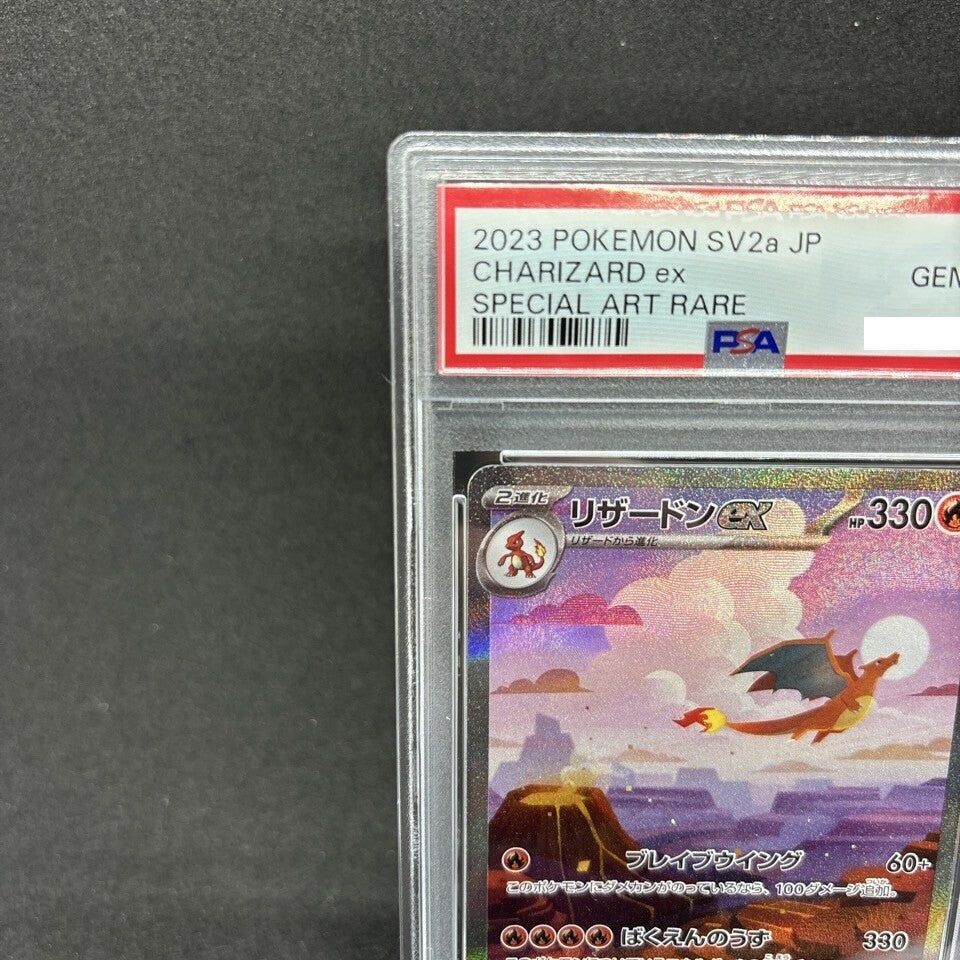 2023 POKEMON SV2a JP
CHARIZARD ex
GEM
SPECIAL ART RARE
PSA
2進化
リザードンex
HP 330
リザードから進化
ブレイブウイング 60+
このポケモンにダメカンがのっているなら、100ダメージ追加。
ばくえんのうず 330